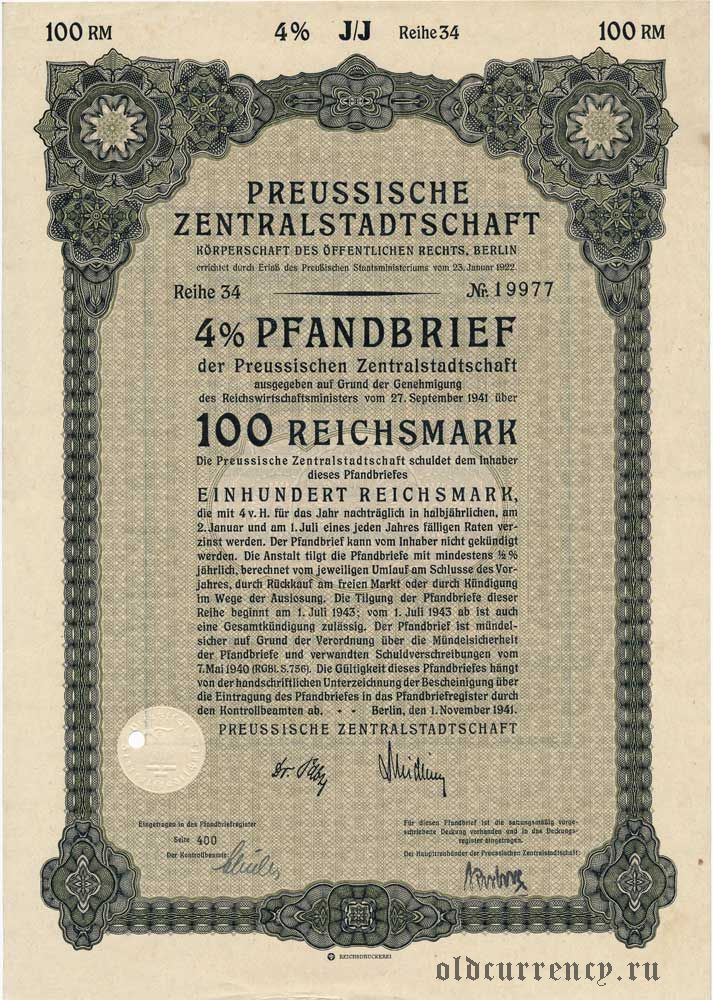 100 RM 4% J/J Reihe 34 100 RM
PREUSSISCHE
ZENTRALSTADTSCHAFT
KÖRPERSCHAFT DES ÖFFENTLICHEN RECHTS, BERLIN
errichtet durch Erlaß des Preußischen Staatsministeriums vom 23. Januar 1922.
Reihe 34 Nr. 19977
4% PFANDBRIEF
der Preussischen Zentralstadtschaft
ausgegeben auf Grund der Genehmigung
des Reichswirtschaftsministers vom 27. September 1941 über
100 REICHSMARK
Die Preussische Zentralstadtschaft schuldet dem Inhaber
dieses Pfandbriefes
EINHUNDERT REICHSMARK,
die mit 4 v. H. für das Jahr nachträglich in halbjährlichen, am
2. Januar und am 1. Juli eines jeden Jahres fälligen Raten ver-
zinst werden. Der Pfandbrief kann vom Inhaber nicht gekündigt
werden. Die Anstalt tilgt die Pfandbriefe mit mindestens ½%
jährlich, berechnet vom jeweiligen Umlauf am Schlusse des Vor-
jahres, durch Rückkauf am freien Markt oder durch Kündigung
im Wege der Auslosung. Die Tilgung der Pfandbriefe dieser
Reihe beginnt am 1. Juli 1943; vom 1. Juli 1943 ab ist auch
eine Gesamtkündigung zulässig. Der Pfandbrief ist mündel-
sicher auf Grund der Verordnung über die Mündelsicherheit
der Pfandbriefe und verwandten Schuldverschreibungen vom
7. Mai 1940 (RGBl. S. 756). Die Gültigkeit dieses Pfandbriefes hängt
von der handschriftlichen Unterzeichnung der Bescheinigung über
die Eintragung des Pfandbriefes in das Pfandbriefregister durch
den Kontrollbeamten ab. - - Berlin, den 1. November 1941.
PREUSSISCHE ZENTRALSTADTSCHAFT
Dr.
Eingetragen in das Pfandbriefregister
Seite 400
Der Kontrollbeamte:
Für diesen Pfandbrief ist die satzungsmäßig vorge-
schriebene Deckung vorhanden und in das Deckungs-
register eingetragen.
Der Haupttreuhänder der Preussischen Zentralstadtschaft:
REICHSDRUCKEREI
oldcurrency.ru